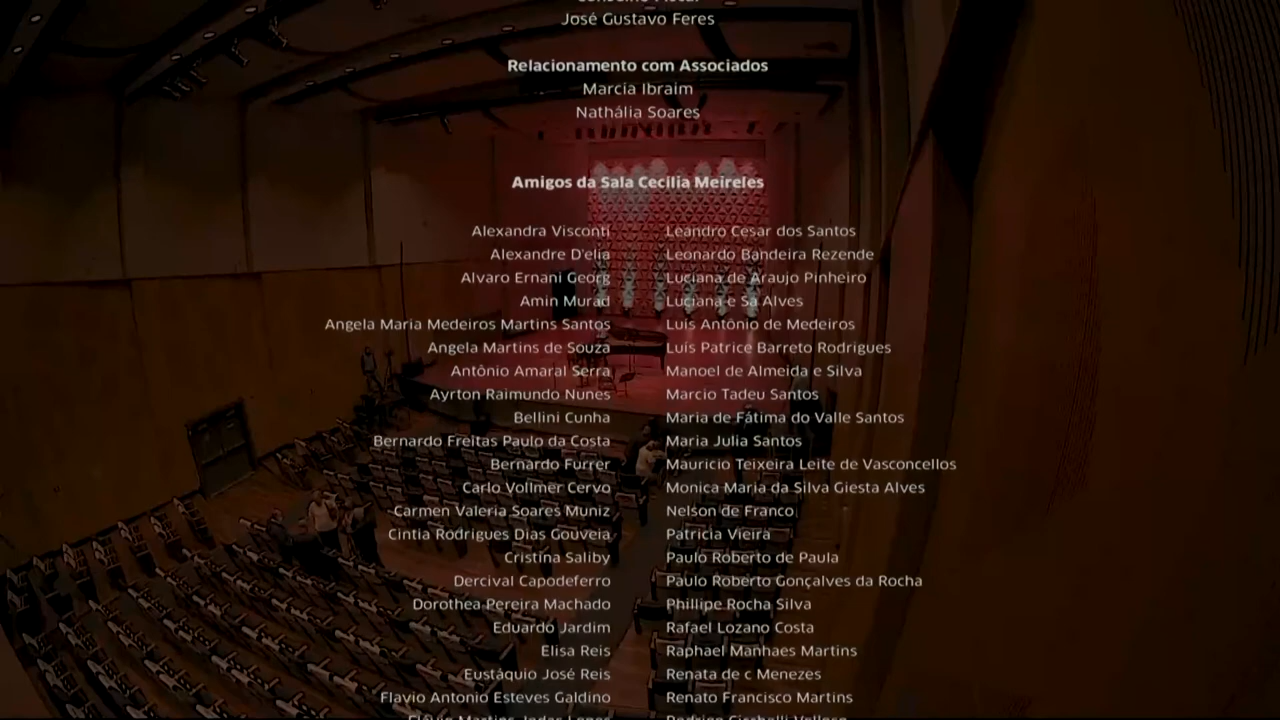 José Gustavo Feres
Relacionamento com Associados
Marcia Ibraim
Nathália Soares
Amigos da Sala Cecília Meireles
Alexandra Visconti
Alexandre D'elia
Alvaro Ernani Georg
Amin Murad
Angela Maria Medeiros Martins Santos
Angela Martins de Souza
Antônio Amaral Serra
Ayrton Raimundo Nunes
Bellini Cunha
Bernardo Freitas Paulo da Costa
Bernardo Furrer
Carlo Vollmer Cervo
Carmen Valeria Soares Muniz
Cintia Rodrigues Dias Gouveia
Cristina Saliby
Dercival Capodeferro
Dorothea Pereira Machado
Eduardo Jardim
Elisa Reis
Eustáquio José Reis
Flavio Antonio Esteves Galdino
Leandro Cesar dos Santos
Leonardo Bandeira Rezende
Luciana de Araujo Pinheiro
Luciana e Sá Alves
Luis Antônio de Medeiros
Luis Patrice Barreto Rodrigues
Manoel de Almeida e Silva
Marcio Tadeu Santos
Maria de Fátima do Valle Santos
Maria Julia Santos
Mauricio Teixeira Leite de Vasconcellos
Monica Maria da Silva Giesta Alves
Nelson de Franco
Patricia Vieira
Paulo Roberto de Paula
Paulo Roberto Gonçalves da Rocha
Phillipe Rocha Silva
Rafael Lozano Costa
Raphael Manhaes Martins
Renata de c Menezes
Renato Francisco Martins